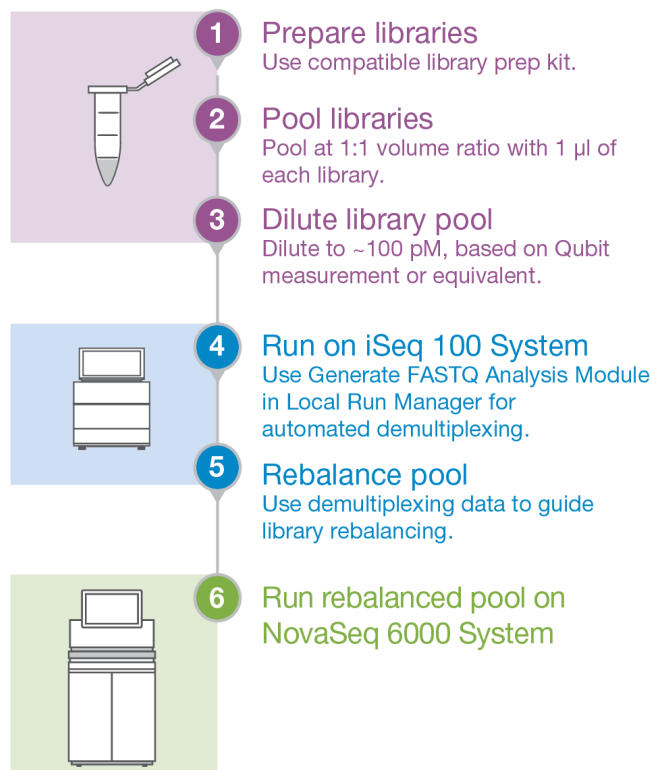 1
Prepare libraries
Use compatible library prep kit.
2
Pool libraries
Pool at 1:1 volume ratio with 1 µl of
each library.
3
Dilute library pool
Dilute to ~100 pM, based on Qubit
measurement or equivalent.
4
Run on iSeq 100 System
Use Generate FASTQ Analysis Module
in Local Run Manager for
automated demultiplexing.
5
Rebalance pool
Use demultiplexing data to guide
library rebalancing.
6
Run rebalanced pool on
NovaSeq 6000 System